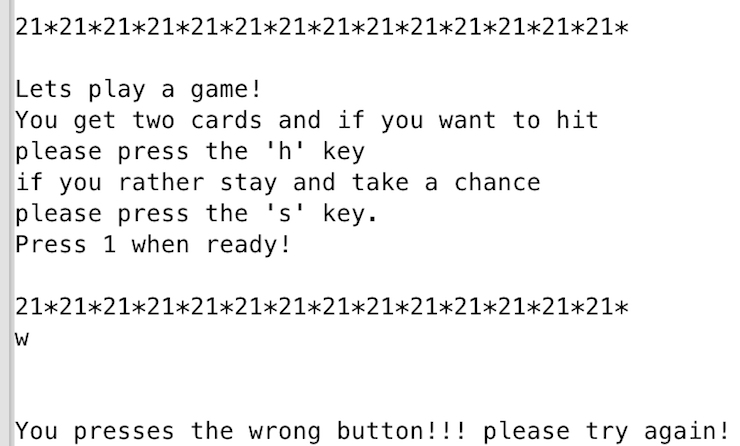 21*21*21*21*21*21*21*21*21*21*21*21*21*21*
Lets play a game!
You get two cards and if you want to hit
please press the 'h' key
if you rather stay and take a chance
please press the 's' key.
Press 1 when ready!
21*21*21*21*21*21*21*21*21*21*21*21*21*21*
w
You presses the wrong button!!! please try again!